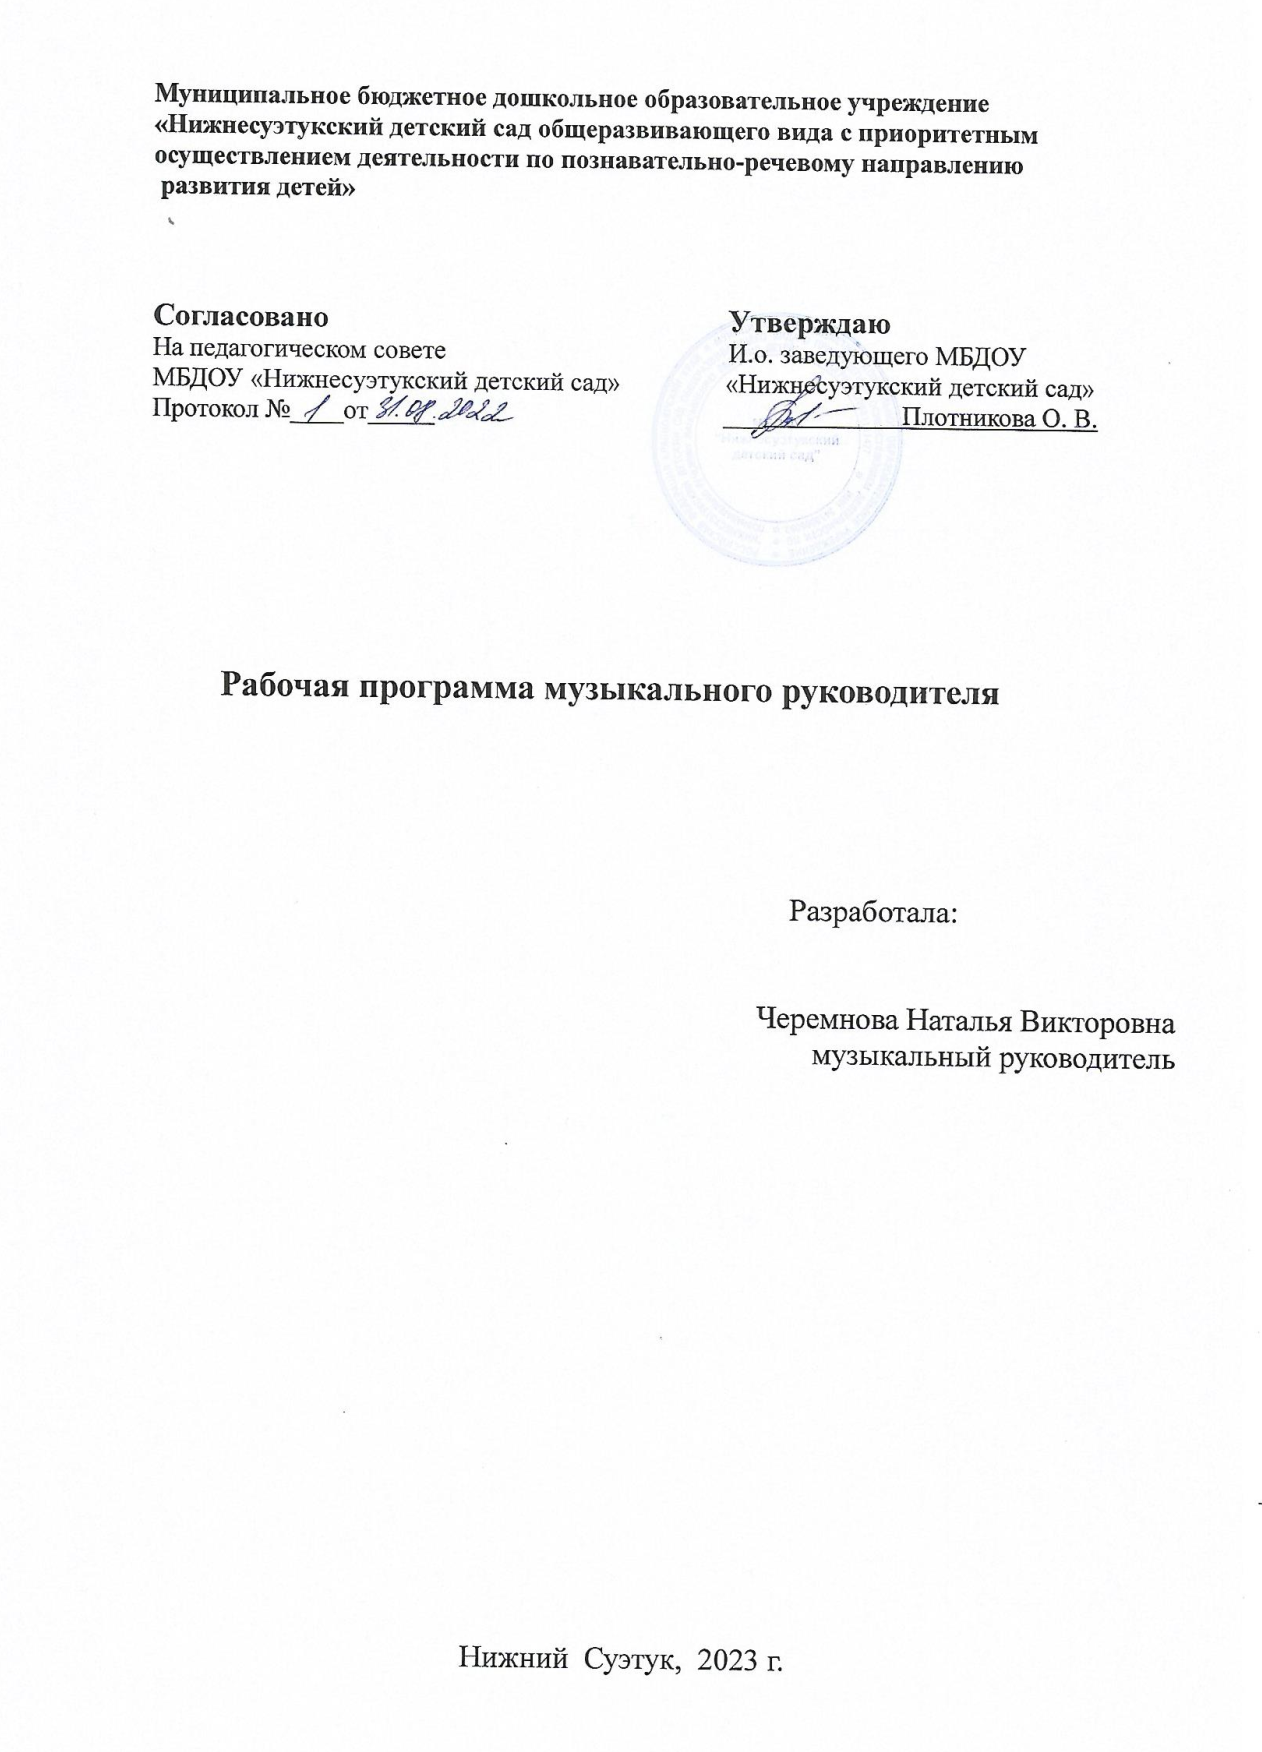 Муниципальное бюджетное дошкольное образовательное учреждение
«Нижнесуэтукский детский сад общеразвивающего вида с приоритетным
осуществлением деятельности по познавательно-речевому направлению
развития детей»
Согласовано
На педагогическом совете
МБДОУ «Нижнесуэтукский детский сад»
Протокол № 1 от 31.08.2022
Утверждаю
И.о. заведующего МБДОУ
«Нижнесуэтукский детский сад»
Плотникова О. В.
детский сад"
Рабочая программа музыкального руководителя
Разработала:
Черемнова Наталья Викторовна
музыкальный руководитель
Нижний Суэтук, 2023 г.